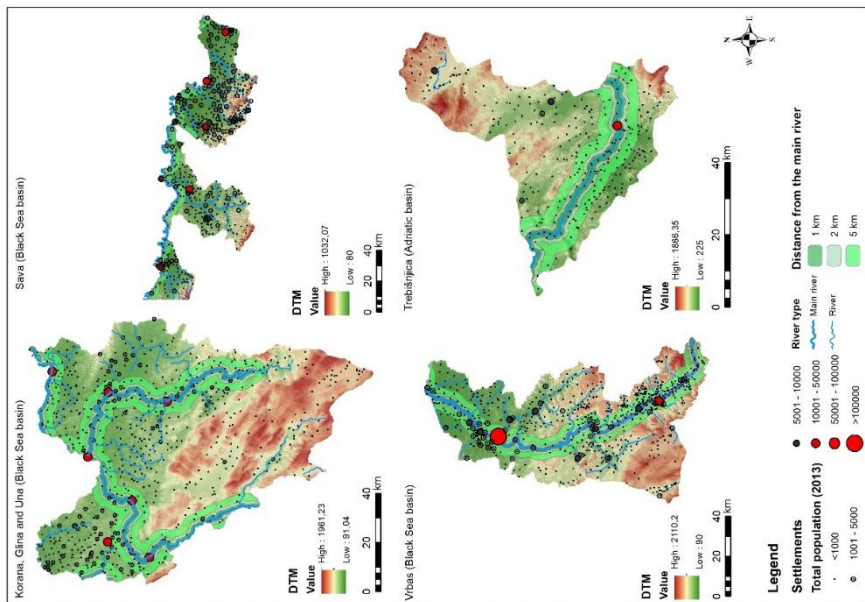 Korana, Glina and Una (Black Sea basin)
DTM
Value
High : 1961,23
Low : 91,04
0 20 40
km
Sava (Black Sea basin)
DTM
Value
High : 1032,07
Low : 80
0 20 40
km
Vrbas (Black Sea basin)
DTM
Value
High : 2110,2
Low : 90
0 20 40
km
Trebišnjica (Adriatic basin)
DTM
Value
High : 1866,35
Low : 225
0 20 40
km
N
W E
S
Legend
Settlements
Total population (2013)
<1000
1001 - 5000
5001 - 10000
10001 - 50000
50001 - 100000
>100000
River type
Main river
River
Distance from the main river
1 km
2 km
5 km